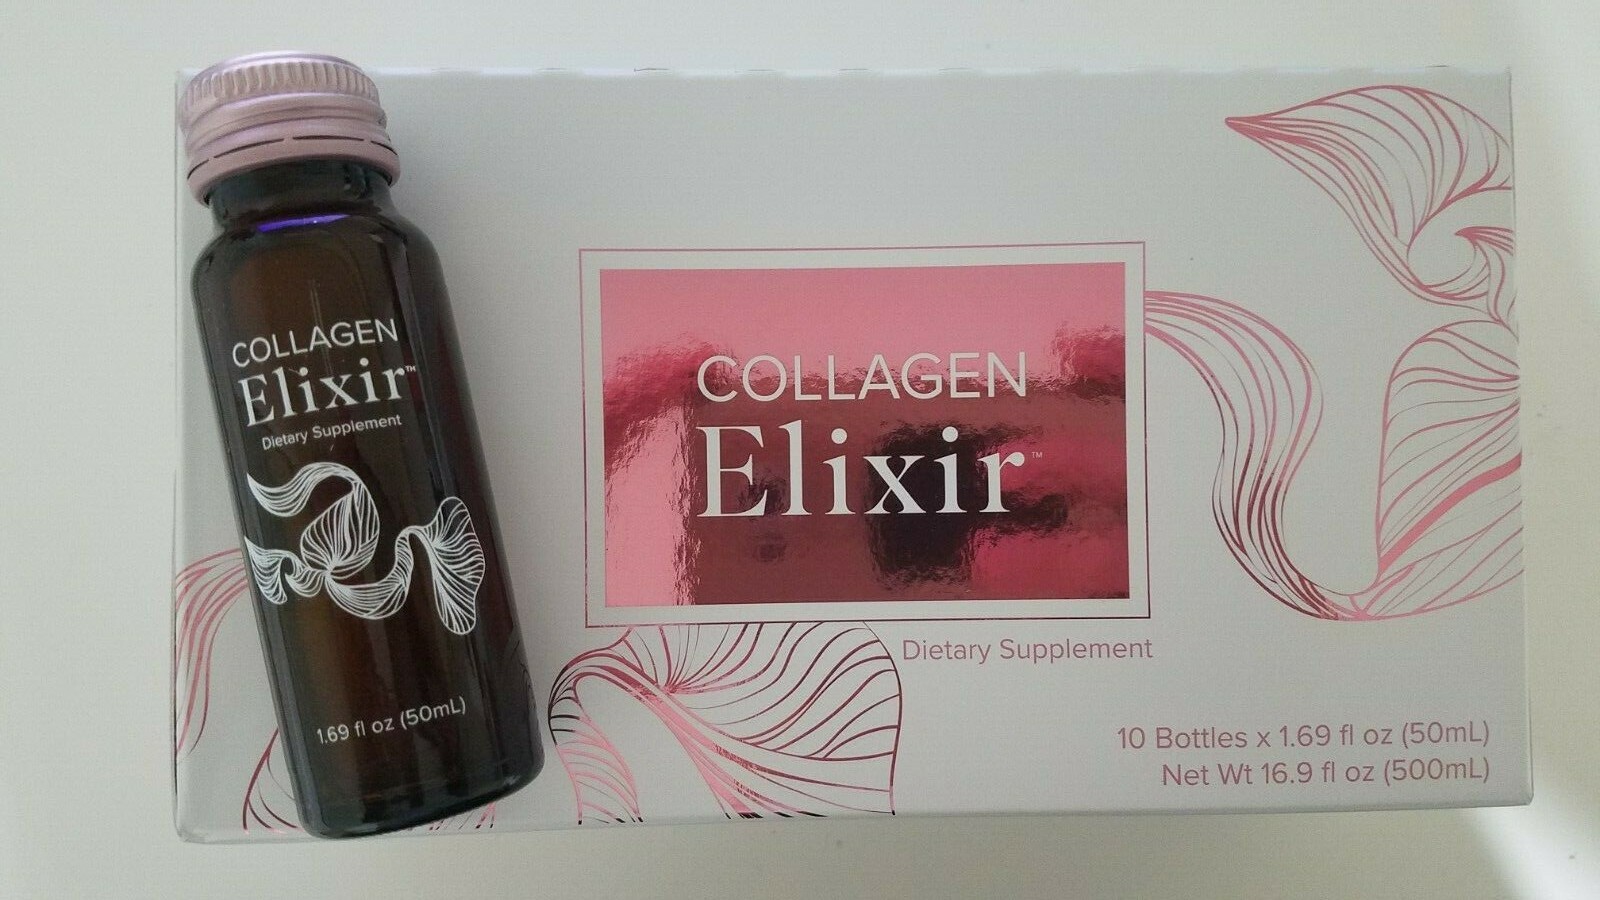 COLLAGEN
Elixir™
Dietary Supplement
1.69 fl oz (50mL)
COLLAGEN
Elixir™
Dietary Supplement
10 Bottles x 1.69 fl oz (50mL)
Net Wt 16.9 fl oz (500mL)